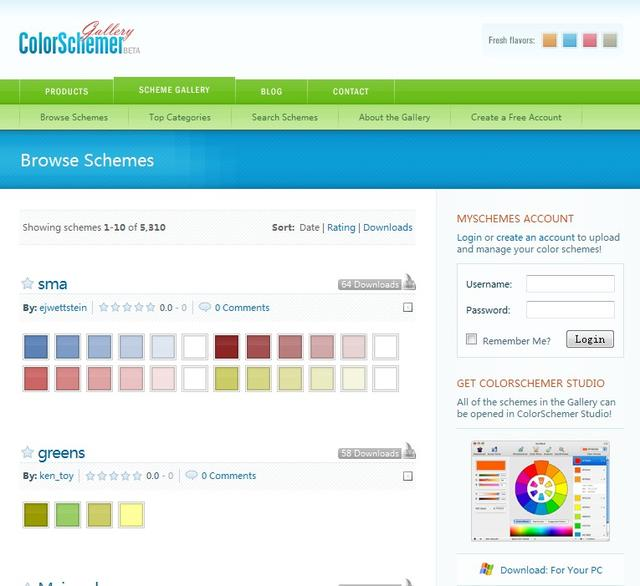 Gallery
ColorSchemer BETA
Fresh flavors:
PRODUCTS SCHEME GALLERY BLOG CONTACT
Browse Schemes Top Categories Search Schemes About the Gallery Create a Free Account
Browse Schemes
Showing schemes 1-10 of 5,310
Sort: Date | Rating | Downloads
sma
64 Downloads
By: ejwettstein 0.0 - 0 0 Comments
greens
58 Downloads
By: ken_toy 0.0 - 0 0 Comments
MYSCHEMES ACCOUNT
Login or create an account to upload
and manage your color schemes!
Username:
Password:
Remember Me? Login
GET COLORSCHEMER STUDIO
All of the schemes in the Gallery can
be opened in ColorSchemer Studio!
Download: For Your PC